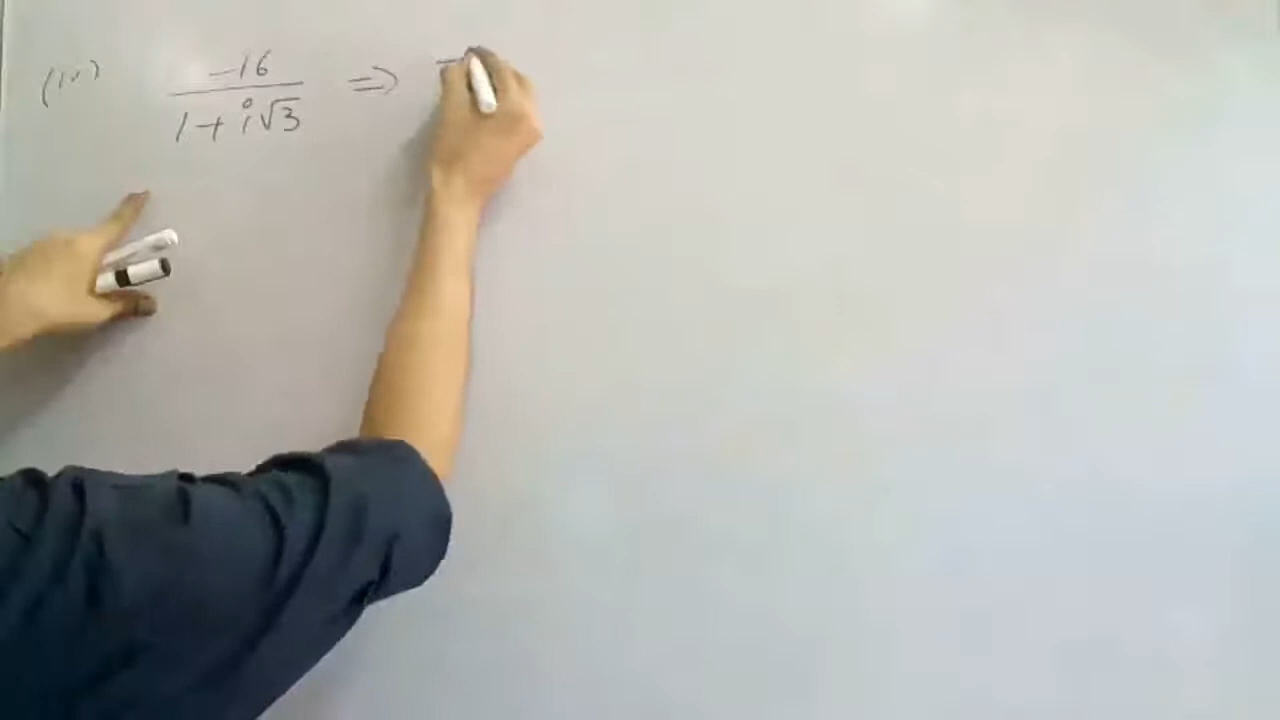 (iv) -16 / 1 + i√3 ⇒ -